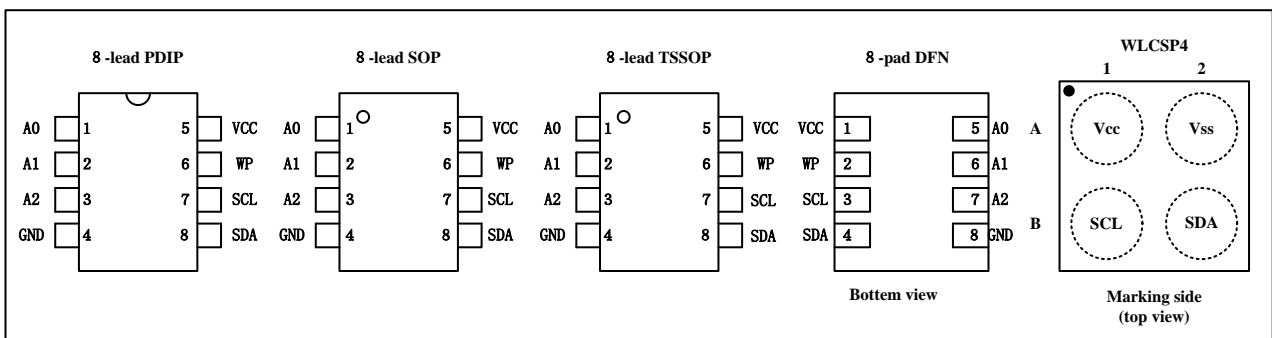 8 -lead PDIP 8 -lead SOP 8 -lead TSSOP 8 -pad DFN WLCSP4
1 2
A0 1 5 VCC A0 1 5 VCC A0 1 5 VCC VCC 1 5 A0 A Vcc Vss
A1 2 6 WP A1 2 6 WP A1 2 6 WP WP 2 6 A1
A2 3 7 SCL A2 3 7 SCL A2 3 7 SCL SCL 3 7 A2
GND 4 8 SDA GND 4 8 SDA GND 4 8 SDA SDA 4 8 GND B SCL SDA
Bottem view Marking side
(top view)